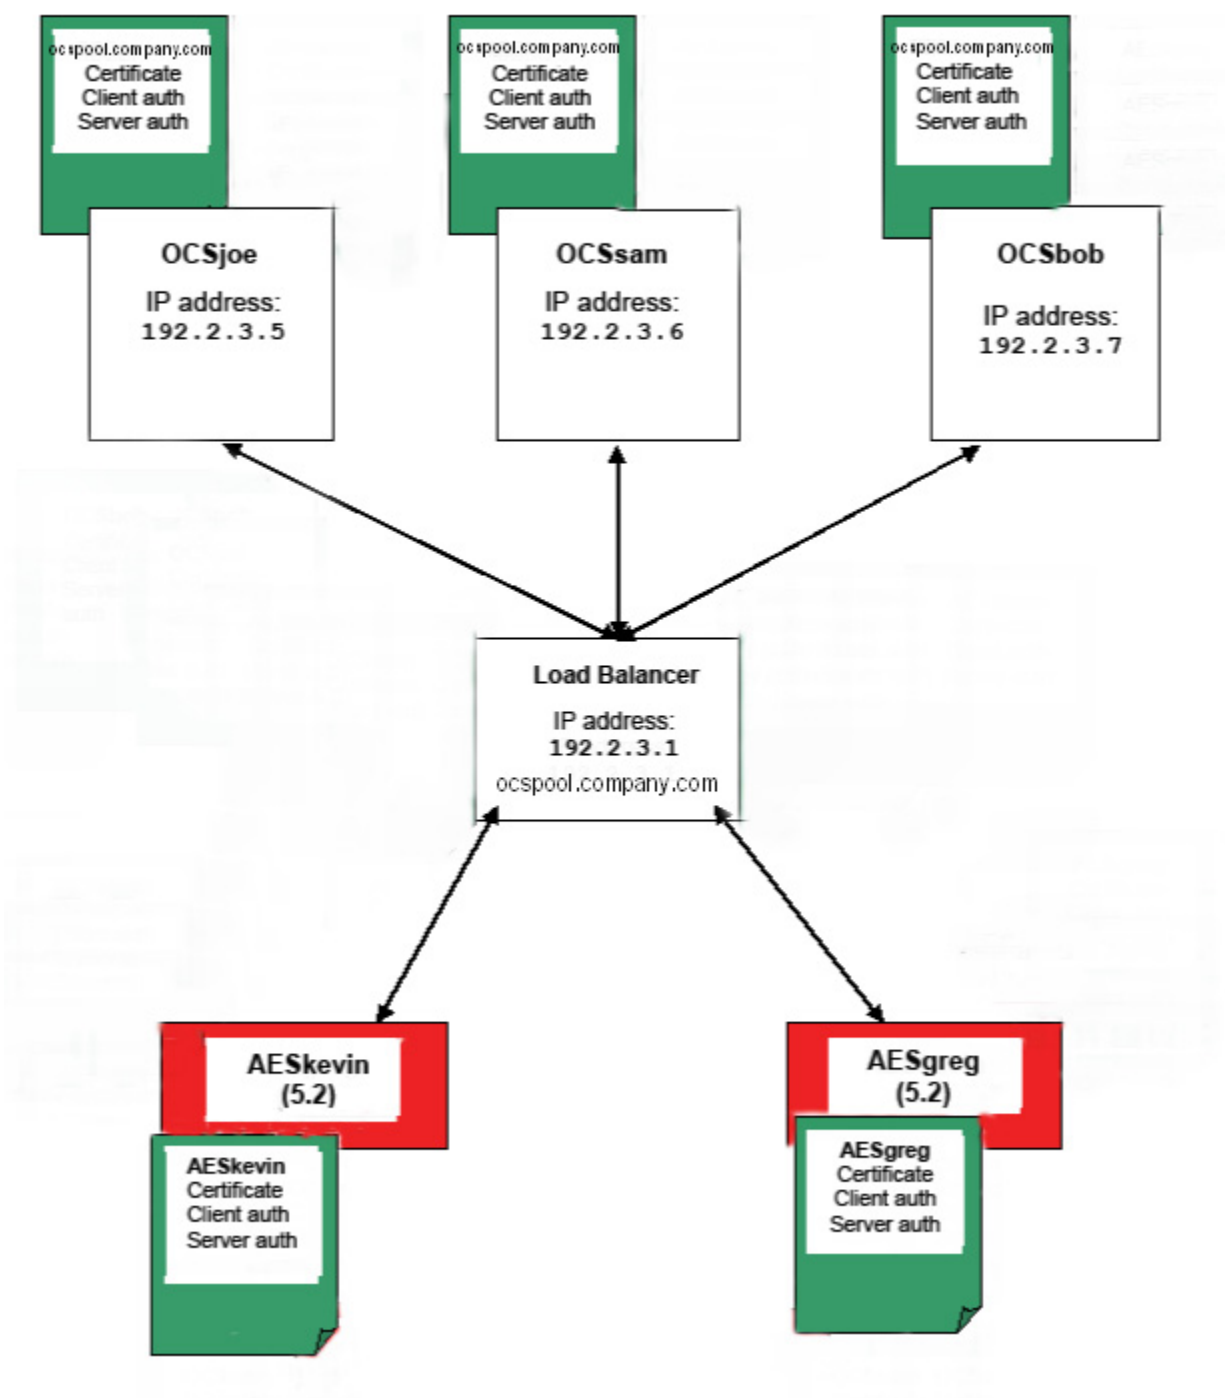 ocspool.company.com
Certificate
Client auth
Server auth
ocspool.company.com
Certificate
Client auth
Server auth
ocspool.company.com
Certificate
Client auth
Server auth
OCSjoe
IP address:
192.2.3.5
OCSsam
IP address:
192.2.3.6
OCSbob
IP address:
192.2.3.7
Load Balancer
IP address:
192.2.3.1
ocspool.company.com
AESkevin
(5.2)
AESkevin
Certificate
Client auth
Server auth
AESgreg
(5.2)
AESgreg
Certificate
Client auth
Server auth